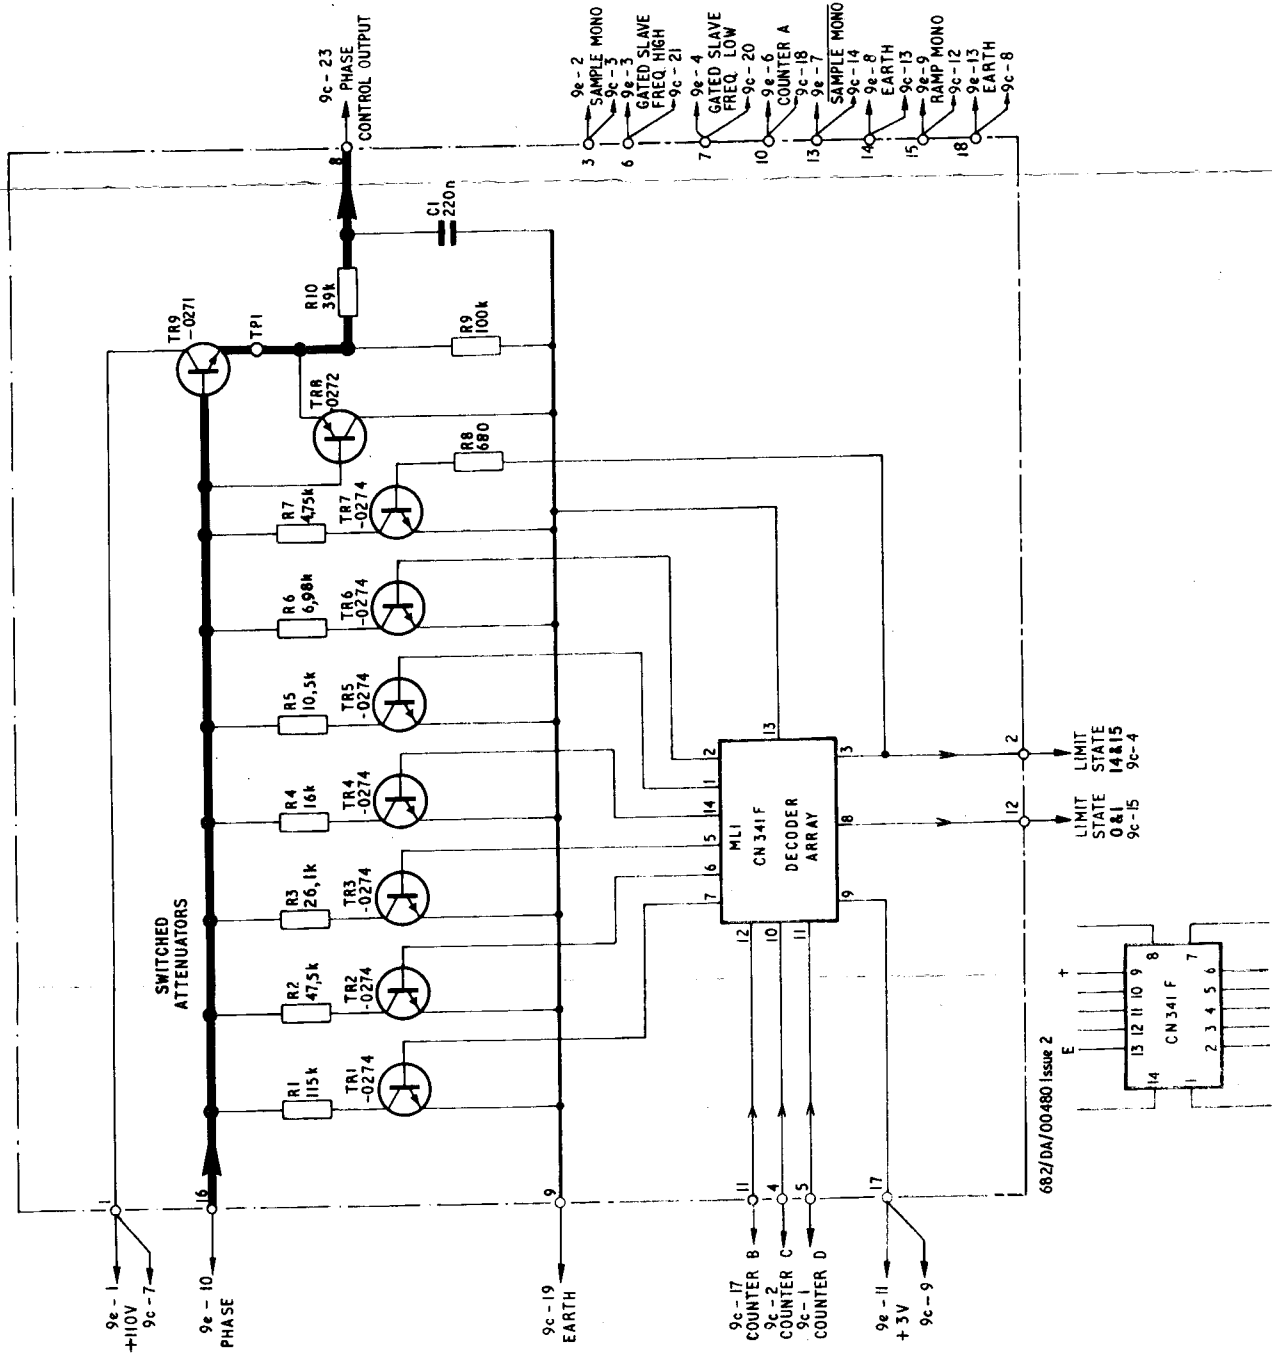 9c-23
PHASE
CONTROL OUTPUT
8
9e-2
SAMPLE MONO
9c-3
3
9e-3
GATED SLAVE
FREQ. HIGH
9c-21
6
9e-4
GATED SLAVE
FREQ. LOW
9c-20
7
9e-6
COUNTER A
9c-18
10
9e-7
SAMPLE MONO
9c-14
13
9e-8
EARTH
9c-13
14
9e-9
RAMP MONO
9c-12
15
9e-13
EARTH
9c-8
18
C1
220n
R10
39k
TR9
-0271
TP1
R9
100k
TR8
-0272
R8
680
R7
4,75k
TR7
-0274
R6
6,98k
TR6
-0274
R5
10,5k
TR5
-0274
R4
16k
TR4
-0274
R3
26,1k
TR3
-0274
R2
47,5k
TR2
-0274
R1
115k
TR1
-0274
SWITCHED
ATTENUATORS
ML1
CN341F
DECODER
ARRAY
7
6
5
14
1
2
13
3
8
9
12
10
11
2
LIMIT
STATE
14&15
9c-4
12
LIMIT
STATE
0&1
9c-15
1
9e-1
+110V
9c-7
16
9e-10
PHASE
9
9c-19
EARTH
11
9c-17
COUNTER B
4
9c-2
COUNTER C
5
9c-1
COUNTER D
17
9e-11
+3V
9c-9
682/DA/00480 Issue 2
E
+
13 12 11 10 9
14
8
CN341F
1
7
2 3 4 5 6